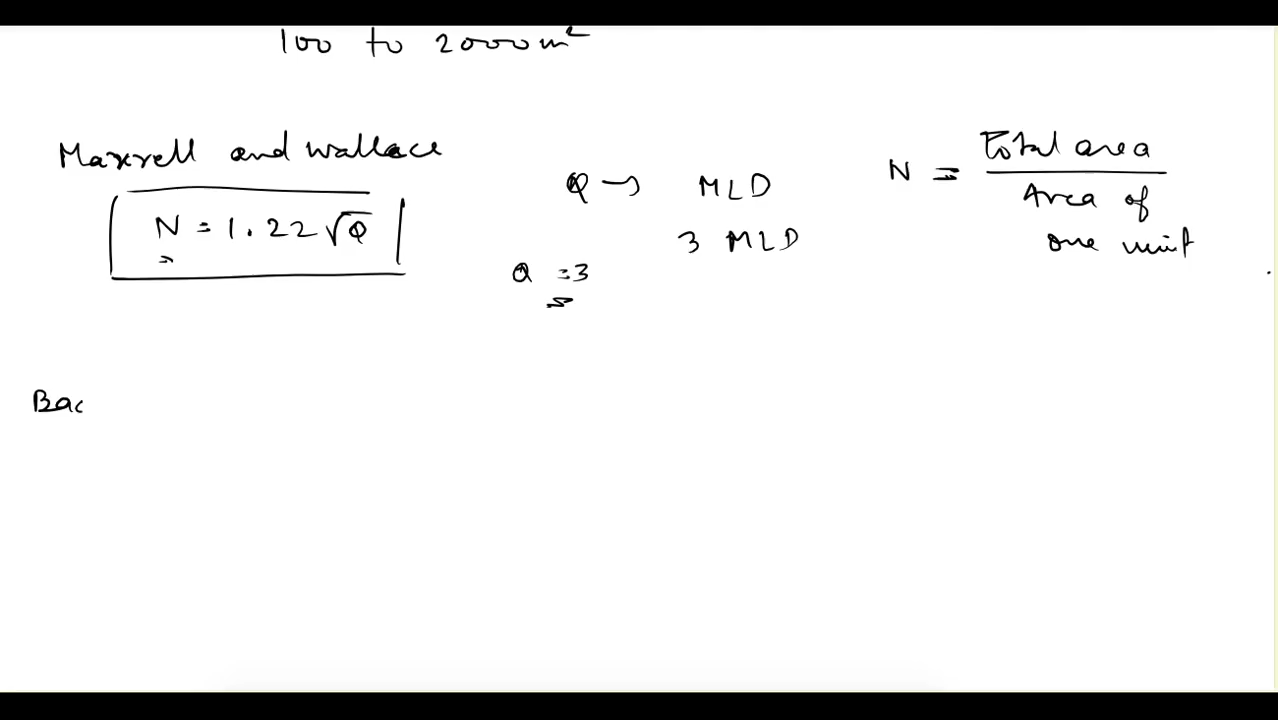 100 to 2000m²
Maxwell and wallace
N = 1.22 √Q
Q → MLD
3 MLD
Q = 3
N = Total area
Area of
one unit
Bac